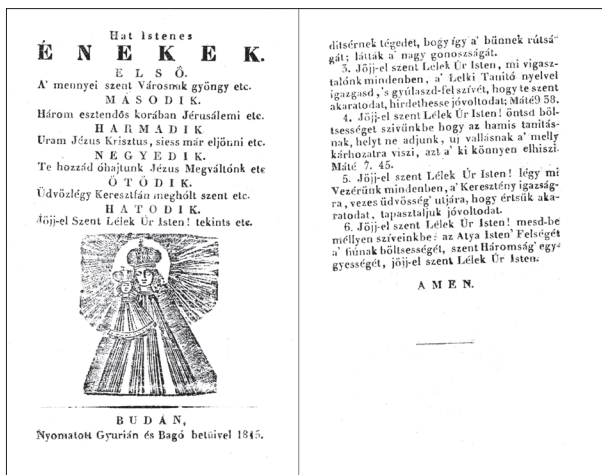 Hat Istenes
ÉNEKEK.
ELSŐ.
A' mennyei szent Városnak gyöngy etc.
MÁSODIK.
Három esztendős korában Jérúsálemi etc.
HARMADIK
Uram Jézus Krisztus, siess már eljönni etc.
NEGYEDIK.
Te hozzád óhajtunk Jézus Megváltónk etc
ÖTÖDIK.
Üdvözlégy Keresztfán meghólt szent etc.
HATODIK.
Jöjj-el Szent Lélek Úr Isten! tekints etc.
BUDÁN,
Nyomatott Gyurián és Bagó betűivel 1845.
ditsérnek tégedet, hogy így a' bűnnek rútsá-
gát; látták a' nagy gonoszságát.
3. Jöjj-el szent Lélek Úr Isten, mi vigasz-
talónk mindenben, a' Lelki Tanító nyelvel
igazgasd, 's gyúlaszd-fel szívét, hogy te szent
akaratodat, hirdethesse jóvoltodat; Máté 9 38.
4. Jöjj-el szent Lélek Úr Isten! öntsd böl-
tsességet szivünkbe hogy az hamis tanítás-
nak, helyt ne adjunk, uj vallásnak a' melly
kárhozatra viszi, azt a' ki könnyen elhiszi.
Máté 7. 45.
5. Jöjj-el szent Lélek Úr Isten! légy mi
Vezérünk mindenben, a' Keresztény igazság-
ra, vezes üdvösség' utjára, hogy értsük aka-
ratodat, tapasztaljuk jóvoltodat.
6. Jöjj-el szent Lélek Úr Isten! mesd-be
méllyen szíveinkbe: az Atya Isten' Felségét
a' fiúnak böltsességét, szent Háromság' egy-
gyességét, jöjj-el szent Lélek Úr Isten.
AMEN.